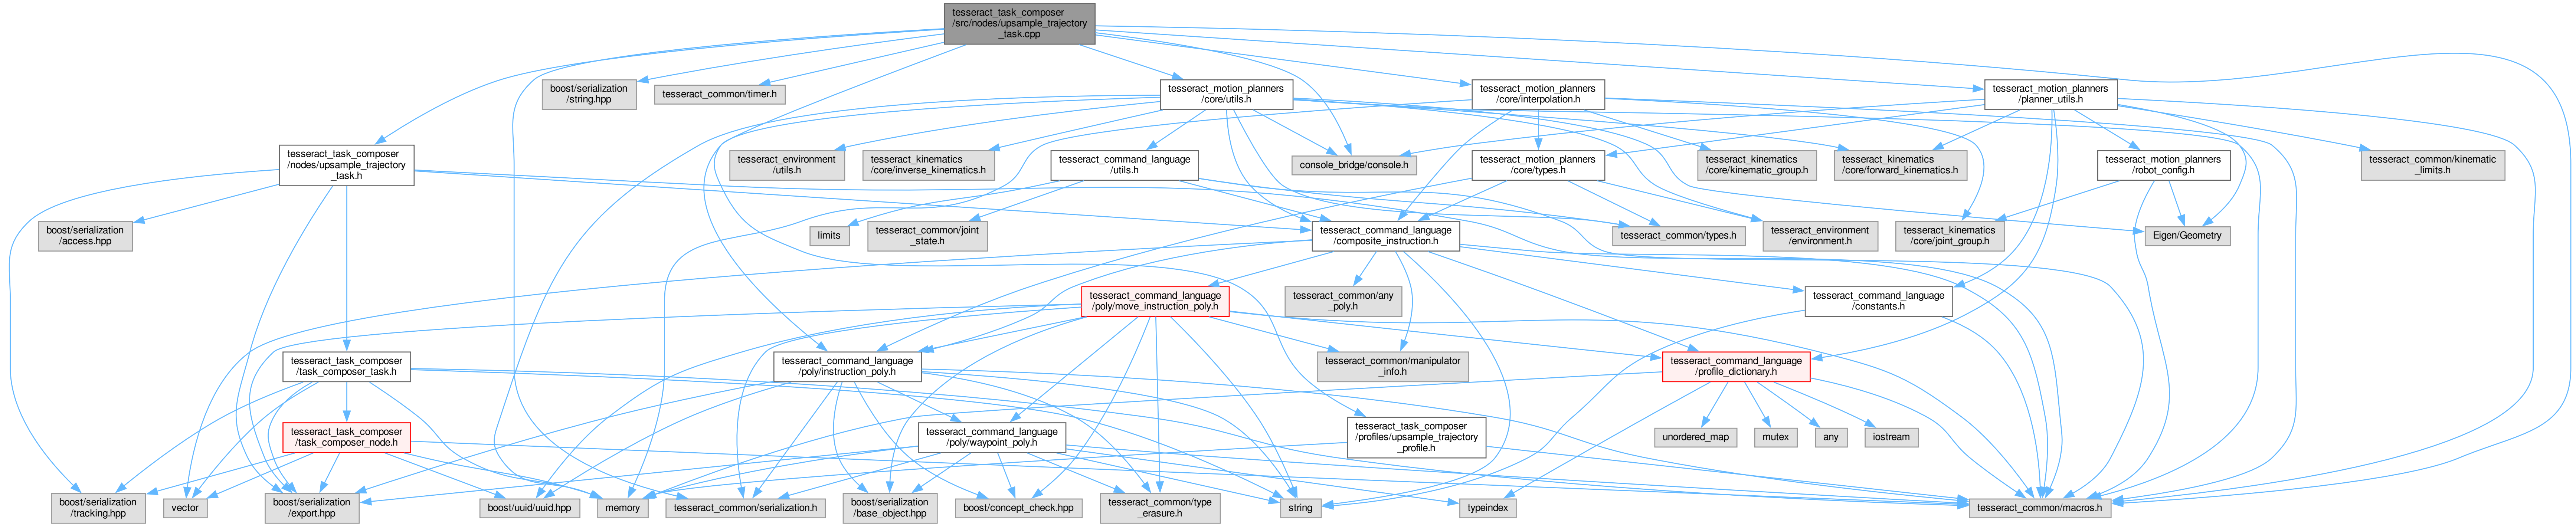 tesseract_task_composer
/src/nodes/upsample_trajectory
_task.cpp
boost/serialization
/string.hpp
tesseract_common/timer.h
tesseract_motion_planners
/core/utils.h
tesseract_motion_planners
/core/interpolation.h
tesseract_motion_planners
/planner_utils.h
tesseract_task_composer
/nodes/upsample_trajectory
_task.h
tesseract_environment
/utils.h
tesseract_kinematics
/core/inverse_kinematics.h
tesseract_command_language
/utils.h
console_bridge/console.h
tesseract_motion_planners
/core/types.h
tesseract_kinematics
/core/kinematic_group.h
tesseract_kinematics
/core/forward_kinematics.h
tesseract_motion_planners
/robot_config.h
tesseract_common/kinematic
_limits.h
boost/serialization
/access.hpp
limits
tesseract_common/joint
_state.h
tesseract_command_language
/composite_instruction.h
tesseract_common/types.h
tesseract_environment
/environment.h
tesseract_kinematics
/core/joint_group.h
Eigen/Geometry
tesseract_command_language
/poly/move_instruction_poly.h
tesseract_common/any
_poly.h
tesseract_command_language
/constants.h
tesseract_task_composer
/task_composer_task.h
tesseract_command_language
/poly/instruction_poly.h
tesseract_common/manipulator
_info.h
tesseract_command_language
/profile_dictionary.h
tesseract_task_composer
/task_composer_node.h
tesseract_command_language
/poly/waypoint_poly.h
tesseract_task_composer
/profiles/upsample_trajectory
_profile.h
unordered_map
mutex
any
iostream
boost/serialization
/tracking.hpp
vector
boost/serialization
/export.hpp
boost/uuid/uuid.hpp
memory
tesseract_common/serialization.h
boost/serialization
/base_object.hpp
boost/concept_check.hpp
tesseract_common/type
_erasure.h
string
typeindex
tesseract_common/macros.h